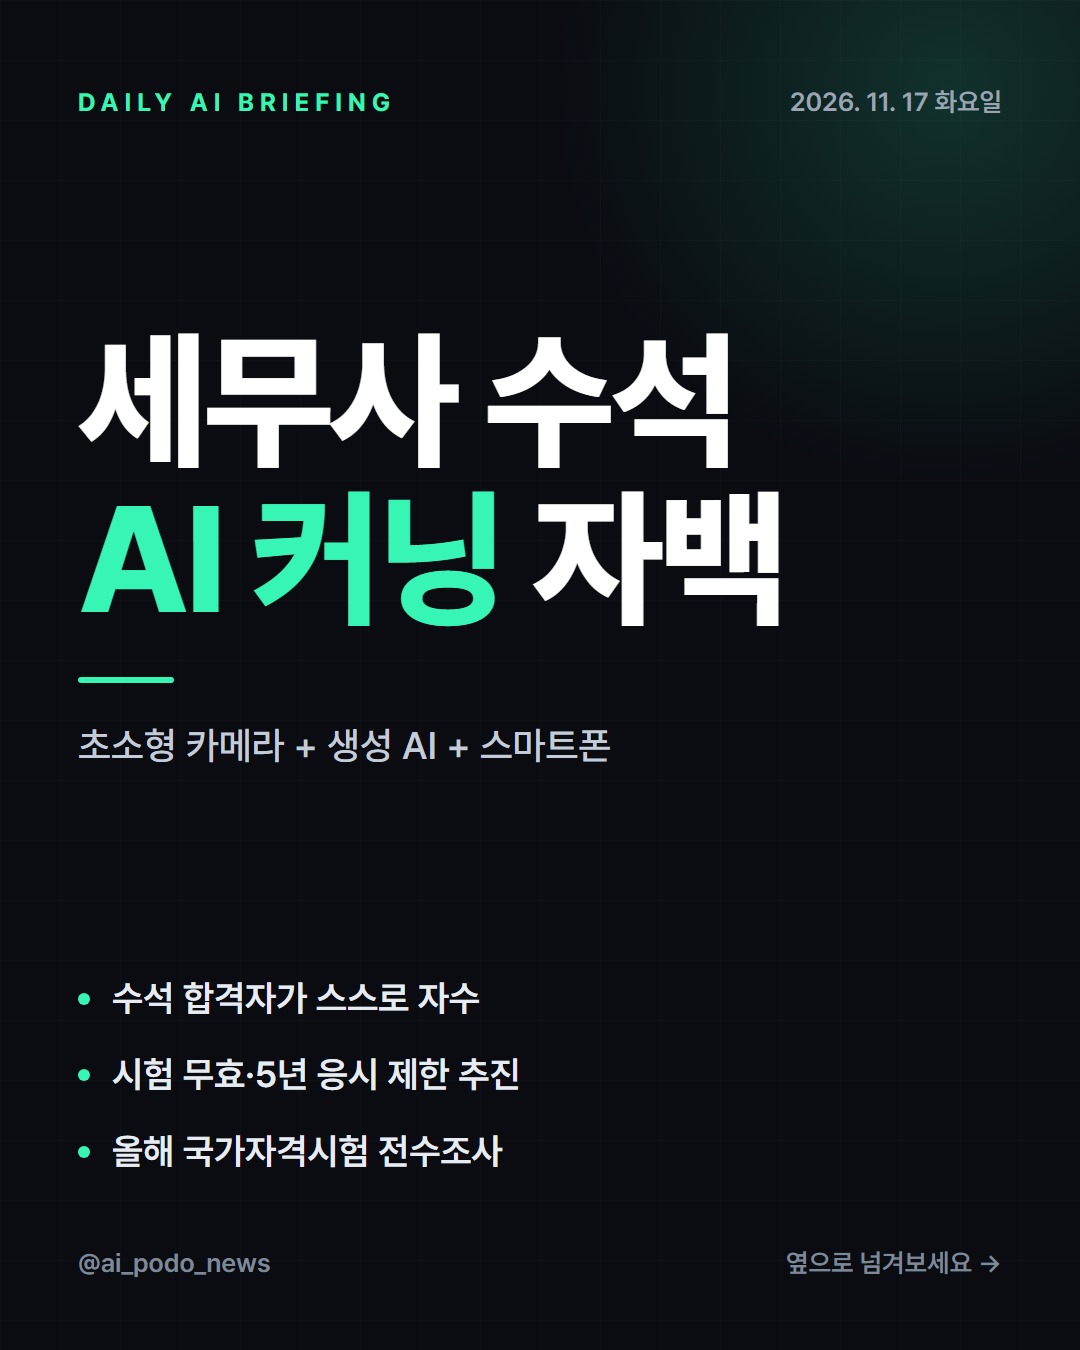 DAILY AI BRIEFING
2026. 11. 17 화요일
세무사 수석
AI 커닝 자백
초소형 카메라 + 생성 AI + 스마트폰
수석 합격자가 스스로 자수
시험 무효·5년 응시 제한 추진
올해 국가자격시험 전수조사
@ai_podo_news
옆으로 넘겨보세요 →